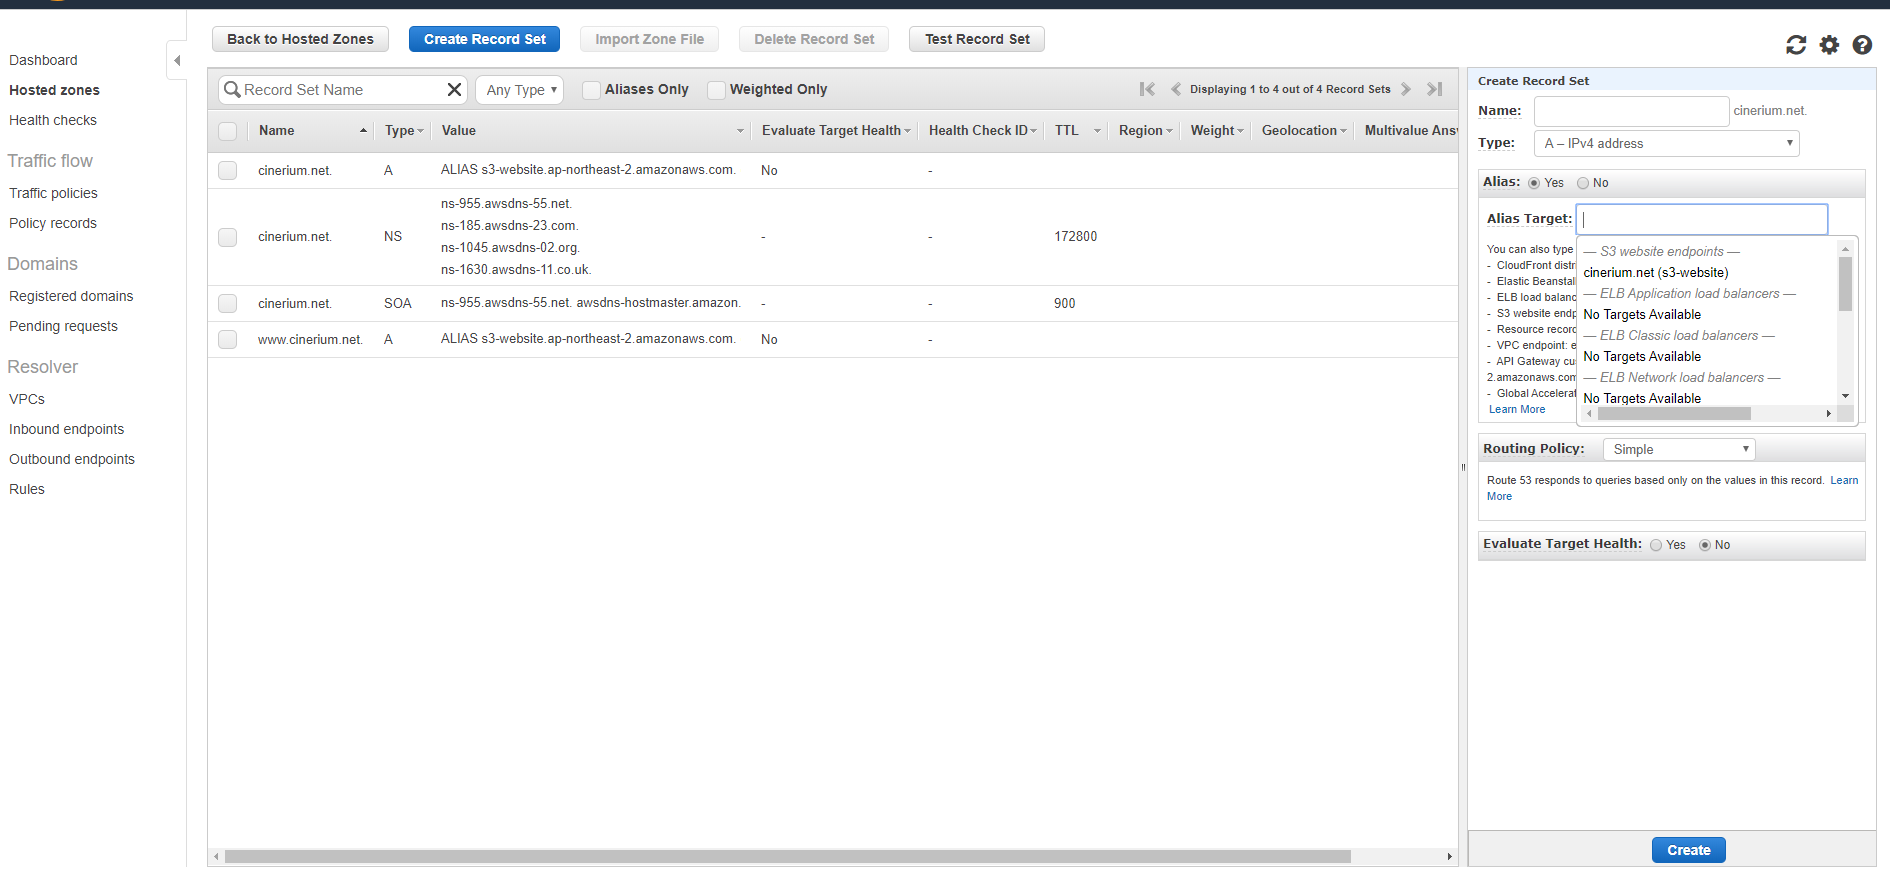 Back to Hosted Zones Create Record Set Import Zone File Delete Record Set Test Record Set
Dashboard
Hosted zones
Health checks
Traffic flow
Traffic policies
Policy records
Domains
Registered domains
Pending requests
Resolver
VPCs
Inbound endpoints
Outbound endpoints
Rules
Record Set Name Any Type Aliases Only Weighted Only Displaying 1 to 4 out of 4 Record Sets
Name Type Value Evaluate Target Health Health Check ID TTL Region Weight Geolocation Multivalue Ans
cinerium.net. A ALIAS s3-website.ap-northeast-2.amazonaws.com. No -
ns-955.awsdns-55.net.
ns-185.awsdns-23.com.
cinerium.net. NS - - 172800
ns-1045.awsdns-02.org.
ns-1630.awsdns-11.co.uk.
cinerium.net. SOA ns-955.awsdns-55.net. awsdns-hostmaster.amazon. - - 900
www.cinerium.net. A ALIAS s3-website.ap-northeast-2.amazonaws.com. No -
Create Record Set
Name: cinerium.net.
Type: A – IPv4 address
Alias: Yes No
Alias Target:
You can also type
- CloudFront distr
- Elastic Beanstal
- ELB load balanc
- S3 website endp
- Resource record
- VPC endpoint: e
- API Gateway cus
2.amazonaws.com
- Global Accelerat
Learn More
— S3 website endpoints —
cinerium.net (s3-website)
— ELB Application load balancers —
No Targets Available
— ELB Classic load balancers —
No Targets Available
— ELB Network load balancers —
No Targets Available
Routing Policy: Simple
Route 53 responds to queries based only on the values in this record. Learn
More
Evaluate Target Health: Yes No
Create